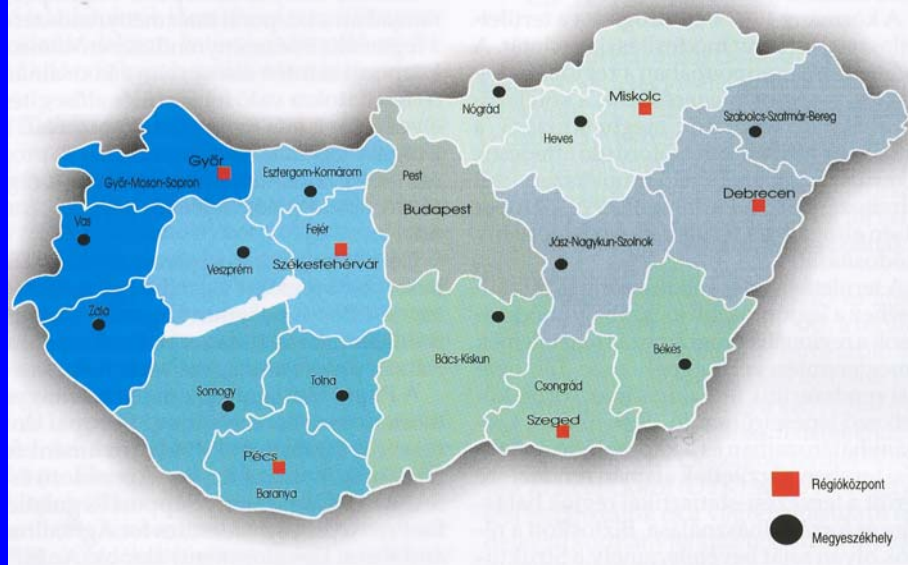 Nógrád
Miskolc
Szabolcs-Szatmár-Bereg
Heves
Győr
Győr-Moson-Sopron
Esztergom-Komárom
Pest
Debrecen
Budapest
Vas
Fejér
Jász-Nagykun-Szolnok
Veszprém
Székesfehérvár
Zala
Bács-Kiskun
Békés
Somogy
Tolna
Csongrád
Szeged
Pécs
Baranya
Régióközpont
Megyeszékhely